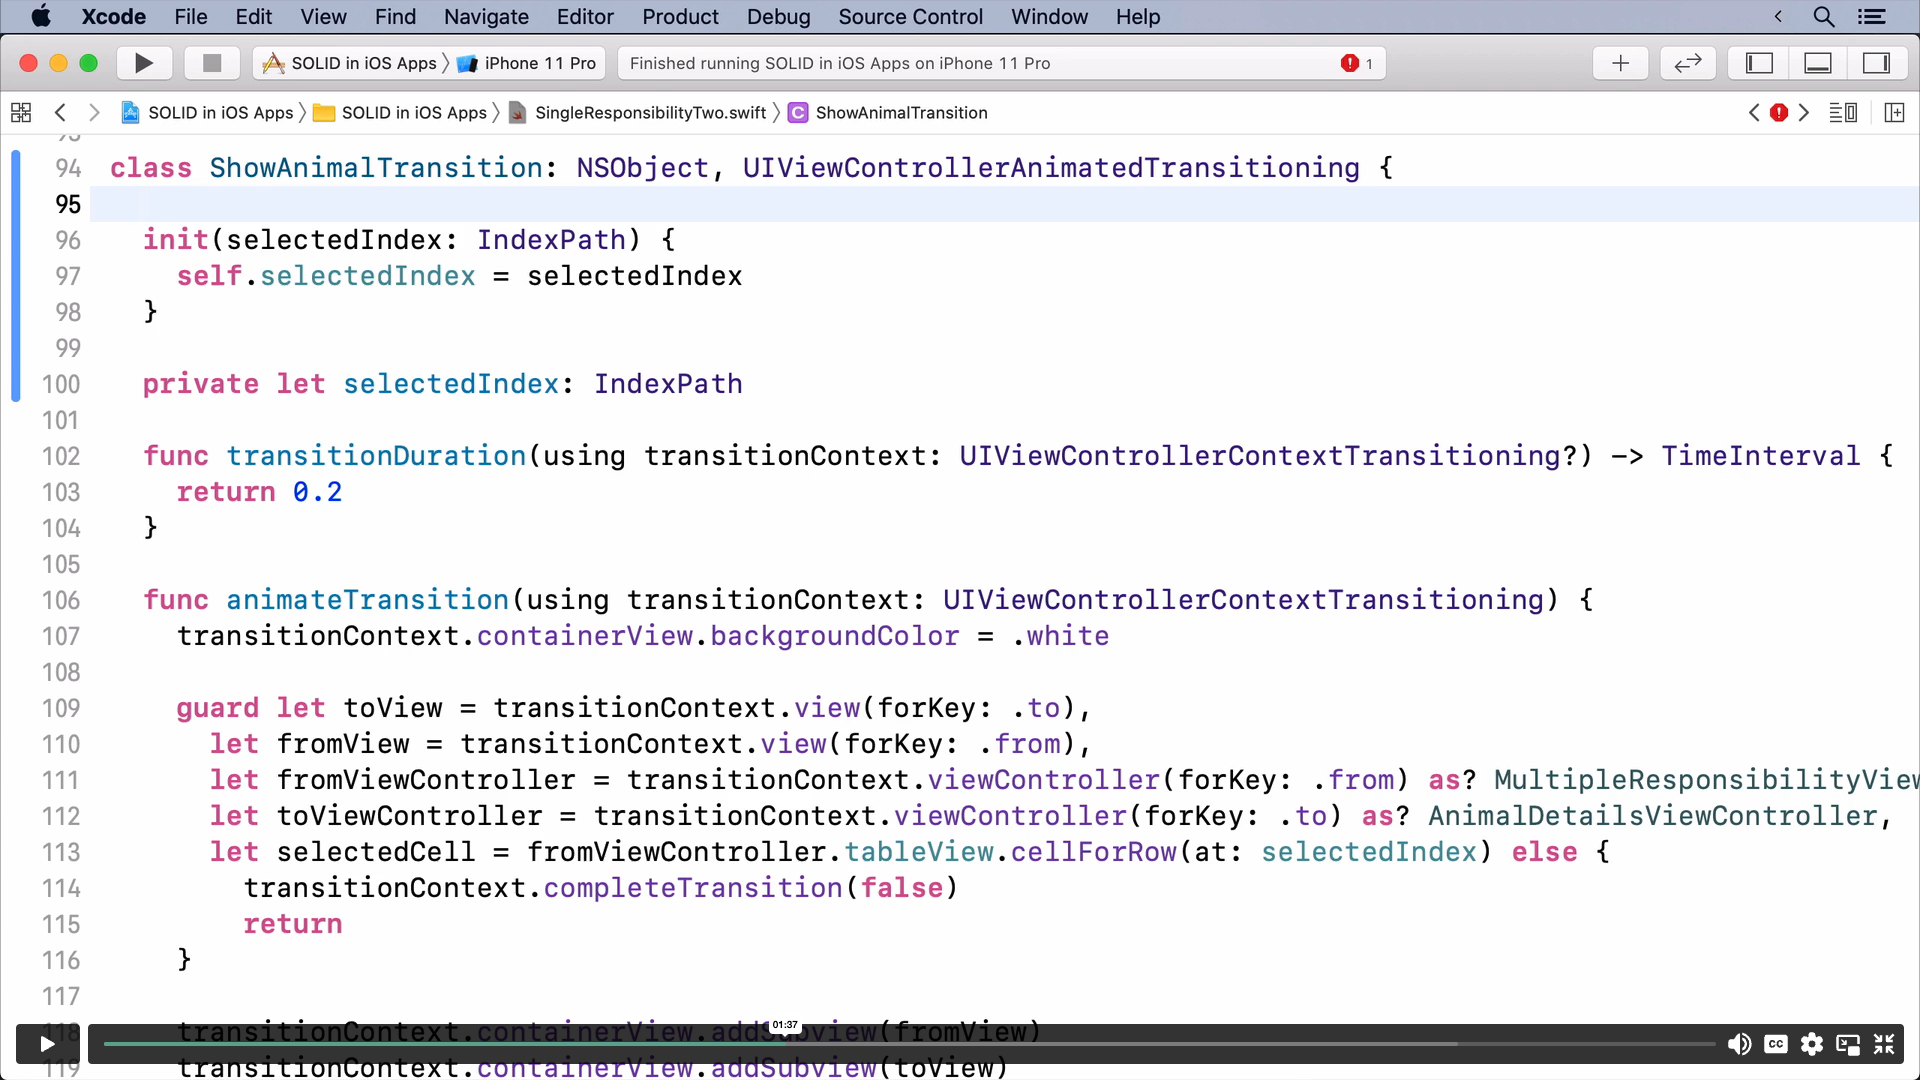 Xcode File Edit View Find Navigate Editor Product Debug Source Control Window Help
SOLID in iOS Apps iPhone 11 Pro Finished running SOLID in iOS Apps on iPhone 11 Pro 1
SOLID in iOS Apps SOLID in iOS Apps SingleResponsibilityTwo.swift C ShowAnimalTransition
93
94 class ShowAnimalTransition: NSObject, UIViewControllerAnimatedTransitioning {
95
96 init(selectedIndex: IndexPath) {
97 self.selectedIndex = selectedIndex
98 }
99
100 private let selectedIndex: IndexPath
101
102 func transitionDuration(using transitionContext: UIViewControllerContextTransitioning?) -> TimeInterval {
103 return 0.2
104 }
105
106 func animateTransition(using transitionContext: UIViewControllerContextTransitioning) {
107 transitionContext.containerView.backgroundColor = .white
108
109 guard let toView = transitionContext.view(forKey: .to),
110 let fromView = transitionContext.view(forKey: .from),
111 let fromViewController = transitionContext.viewController(forKey: .from) as? MultipleResponsibilityView
112 let toViewController = transitionContext.viewController(forKey: .to) as? AnimalDetailsViewController,
113 let selectedCell = fromViewController.tableView.cellForRow(at: selectedIndex) else {
114 transitionContext.completeTransition(false)
115 return
116 }
117
118 transitionContext.containerView.addSubview(fromView)
01:37
CC
119 transitionContext.containerView.addSubview(toView)